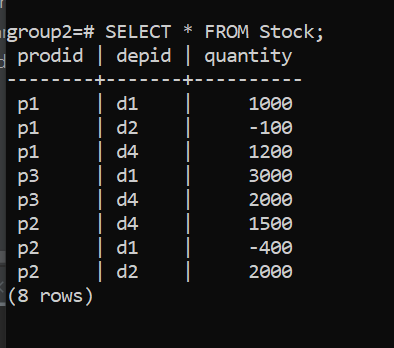 group2=# SELECT * FROM Stock;
 prodid | depid | quantity
--------+-------+----------
 p1     | d1    |     1000
 p1     | d2    |     -100
 p1     | d4    |     1200
 p3     | d1    |     3000
 p3     | d4    |     2000
 p2     | d4    |     1500
 p2     | d1    |     -400
 p2     | d2    |     2000
(8 rows)